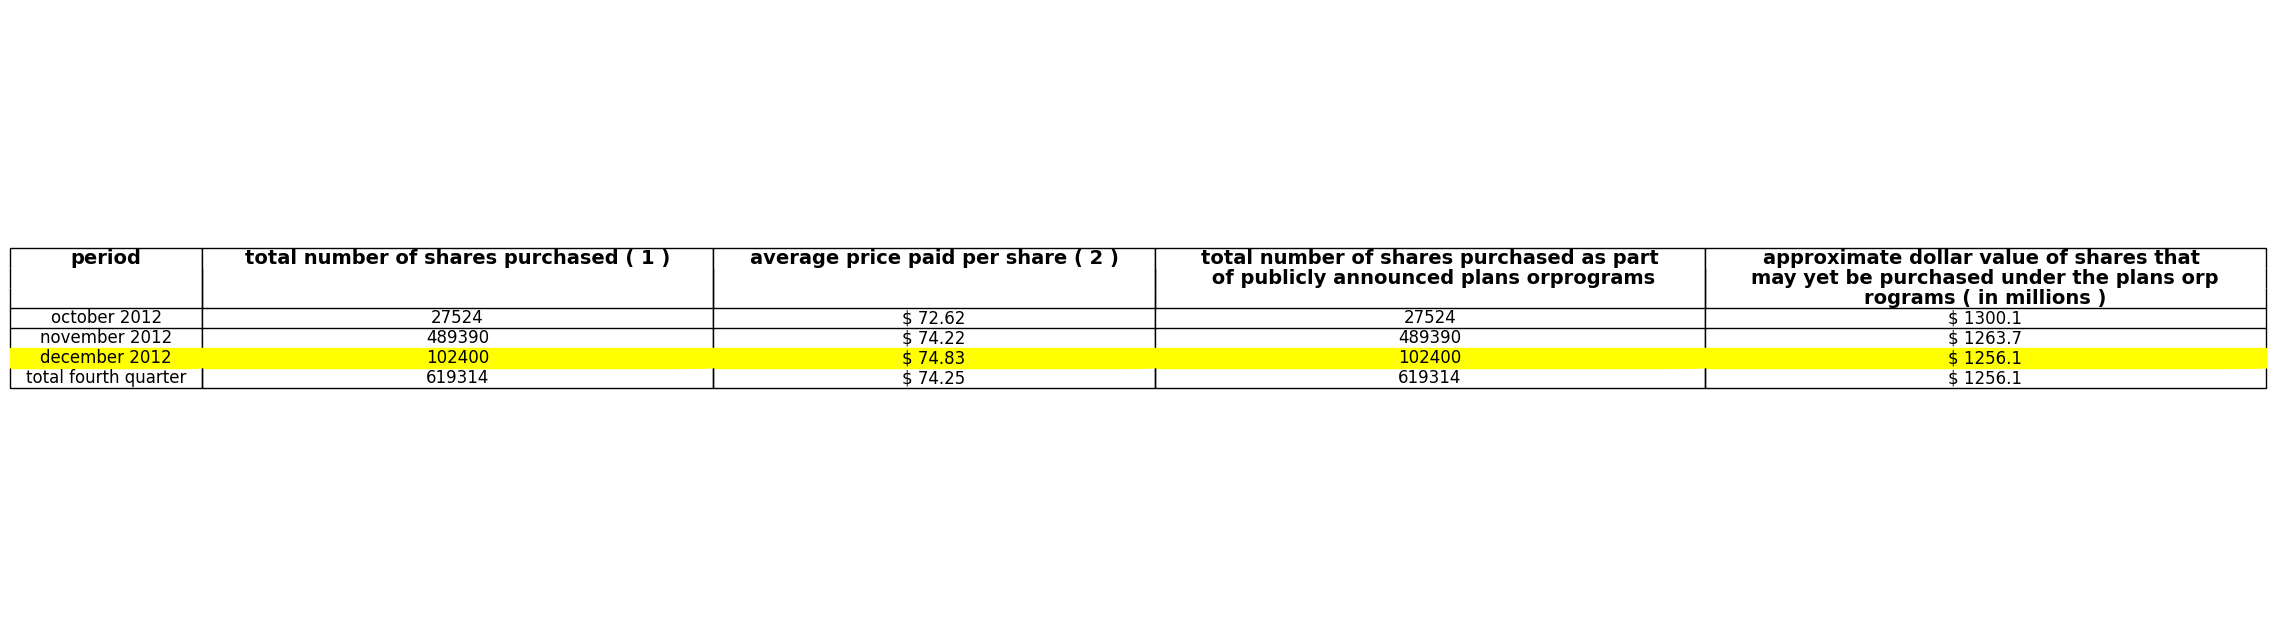 period total number of shares purchased ( 1 ) average price paid per share ( 2 ) total number of shares purchased as part approximate dollar value of shares that
of publicly announced plans orprograms may yet be purchased under the plans orp
rograms ( in millions )
october 2012 27524 $ 72.62 27524 $ 1300.1
november 2012 489390 $ 74.22 489390 $ 1263.7
december 2012 102400 $ 74.83 102400 $ 1256.1
total fourth quarter 619314 $ 74.25 619314 $ 1256.1